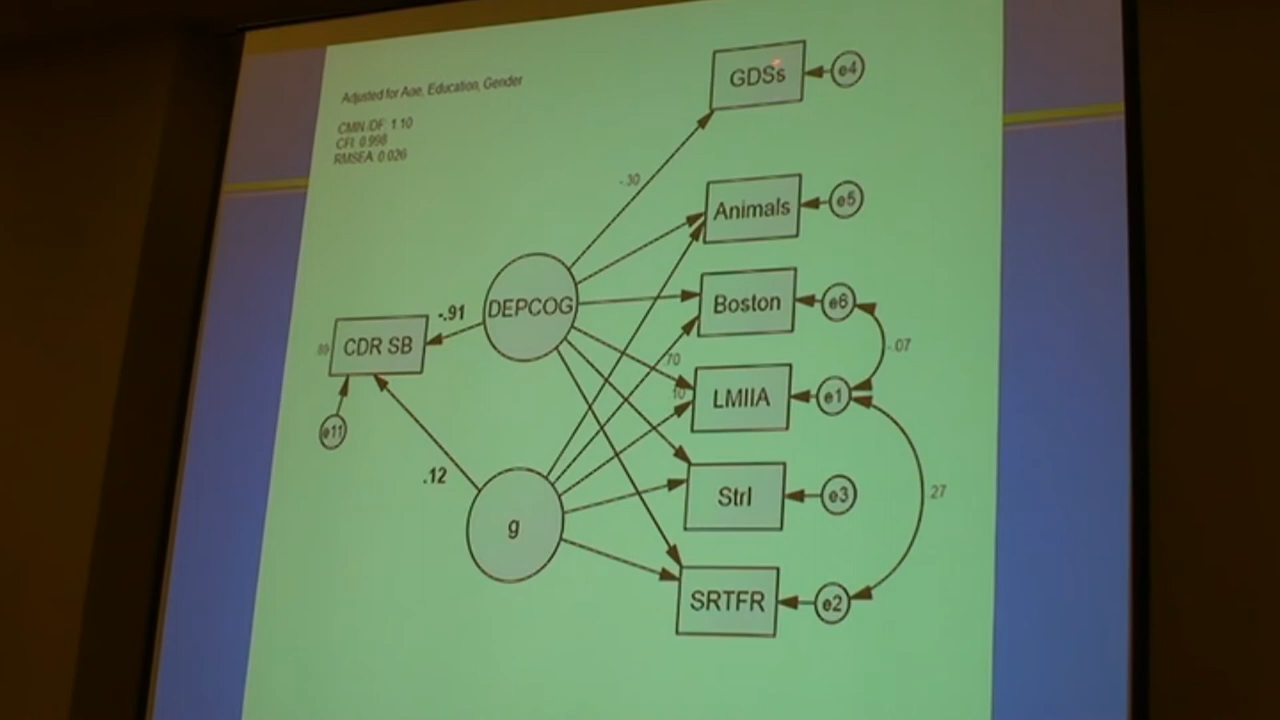 Adjusted for Age, Education, Gender
CMIN /DF: 1.10
CFI: 0.998
RMSEA: 0.026
GDSs
e4
-.30
Animals
e5
DEPCOG
Boston
e6
-.91
CDR SB
.70
-.07
.10
LMIIA
e1
e11
.12
g
Strl
e3
.27
SRTFR
e2